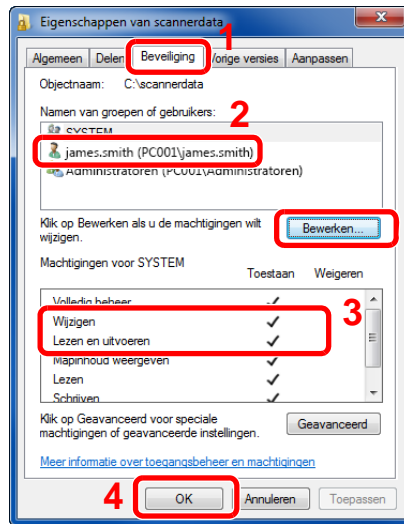 Eigenschappen van scannerdata
1
Algemeen Delen Beveiliging Vorige versies Aanpassen
Objectnaam: C:\scannerdata
Namen van groepen of gebruikers:
2
SYSTEM
james.smith (PC001\james.smith)
Administratoren (PC001\Administratoren)
Klik op Bewerken als u de machtigingen wilt
wijzigen.
Bewerken...
Machtigingen voor SYSTEM
Toestaan Weigeren
Volledig beheer
3
Wijzigen
Lezen en uitvoeren
Mapinhoud weergeven
Lezen
Schrijven
Klik op Geavanceerd voor speciale
machtigingen of geavanceerde instellingen.
Geavanceerd
Meer informatie over toegangsbeheer en machtigingen
4
OK Annuleren Toepassen